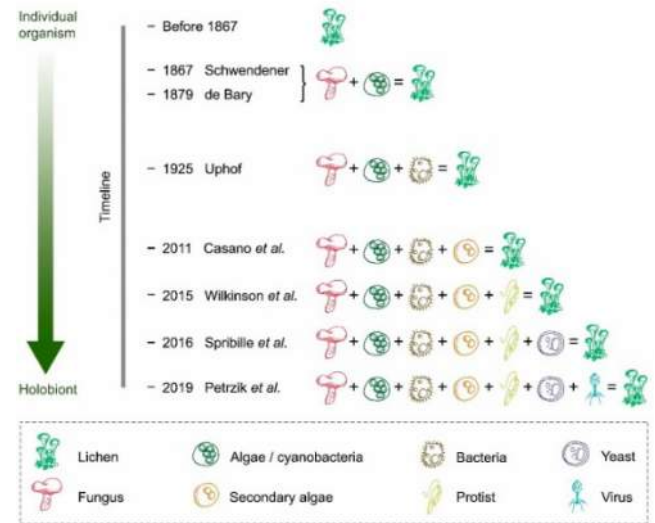 Individual
organism
Timeline
Holobiont
– Before 1867
– 1867 Schwendener
– 1879 de Bary
} + =
– 1925 Uphof
+ + =
– 2011 Casano et al.
+ + + =
– 2015 Wilkinson et al.
+ + + + =
– 2016 Spribille et al.
+ + + + + =
– 2019 Petrzik et al.
+ + + + + + =
Lichen
Algae / cyanobacteria
Bacteria
Yeast
Fungus
Secondary algae
Protist
Virus